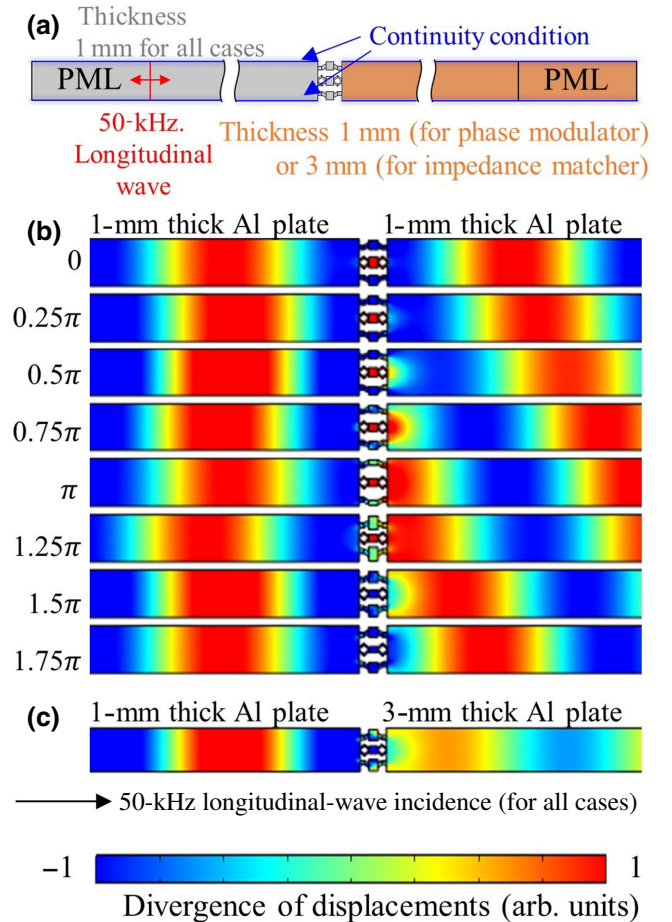 (a)
Thickness
1 mm for all cases
Continuity condition
PML
PML
50-kHz.
Longitudinal
wave
Thickness 1 mm (for phase modulator)
or 3 mm (for impedance matcher)
(b)
1-mm thick Al plate
1-mm thick Al plate
0
0.25π
0.5π
0.75π
π
1.25π
1.5π
1.75π
(c)
1-mm thick Al plate
3-mm thick Al plate
50-kHz longitudinal-wave incidence (for all cases)
−1
1
Divergence of displacements (arb. units)